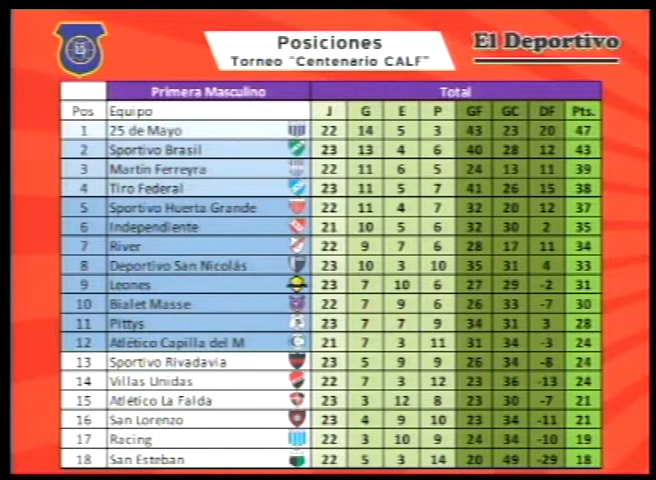 Posiciones
Torneo "Centenario CALF"
El Deportivo
Primera Masculino Total
Pos Equipo J G E P GF GC DF Pts.
1 25 de Mayo 22 14 5 3 43 23 20 47
2 Sportivo Brasil 23 13 4 6 40 28 12 43
3 Martín Ferreyra 22 11 6 5 24 13 11 39
4 Tiro Federal 23 11 5 7 41 26 15 38
5 Sportivo Huerta Grande 22 11 4 7 32 20 12 37
6 Independiente 21 10 5 6 32 30 2 35
7 River 22 9 7 6 28 17 11 34
8 Deportivo San Nicolás 23 10 3 10 35 31 4 33
9 Leones 23 7 10 6 27 29 -2 31
10 Bialet Masse 22 7 9 6 26 33 -7 30
11 Pittys 23 7 7 9 34 31 3 28
12 Atlético Capilla del M 21 7 3 11 31 34 -3 24
13 Sportivo Rivadavia 23 5 9 9 26 34 -8 24
14 Villas Unidas 22 7 3 12 23 36 -13 24
15 Atlético La Falda 23 3 12 8 23 30 -7 21
16 San Lorenzo 23 4 9 10 23 34 -11 21
17 Racing 22 3 10 9 24 34 -10 19
18 San Esteban 22 5 3 14 20 49 -29 18